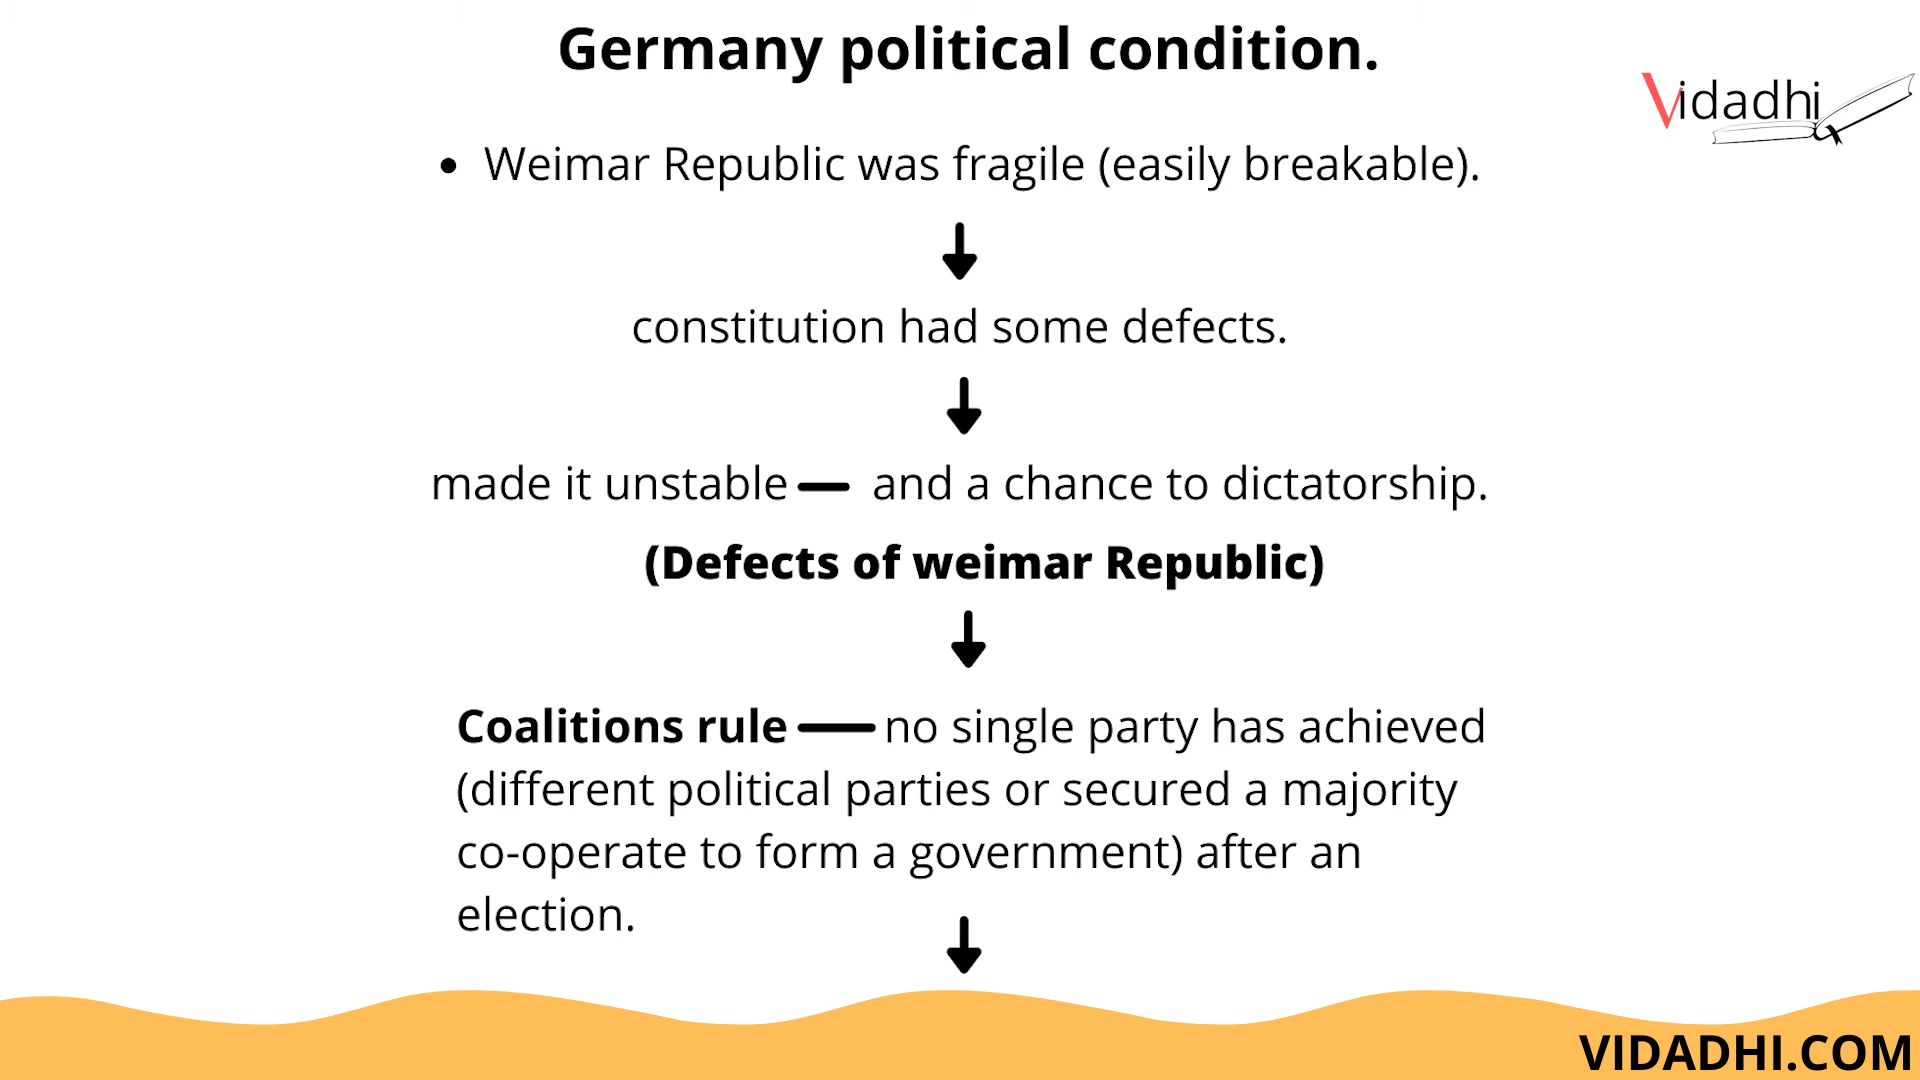 Germany political condition.
Vidadhi
• Weimar Republic was fragile (easily breakable).
constitution had some defects.
made it unstable — and a chance to dictatorship.
(Defects of weimar Republic)
Coalitions rule — no single party has achieved
(different political parties or secured a majority
co-operate to form a government) after an
election.
VIDADHI.COM